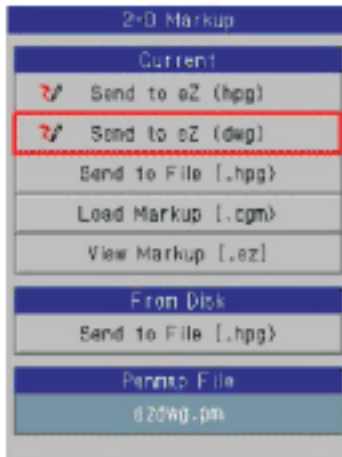 2-D Markup
Current
Send to eZ (hpg)
Send to eZ (dwg)
Send to File (.hpg)
Load Markup (.cgm)
View Markup (.ez)
From Disk
Send to File (.hpg)
Penmap File
ezdwg.pm